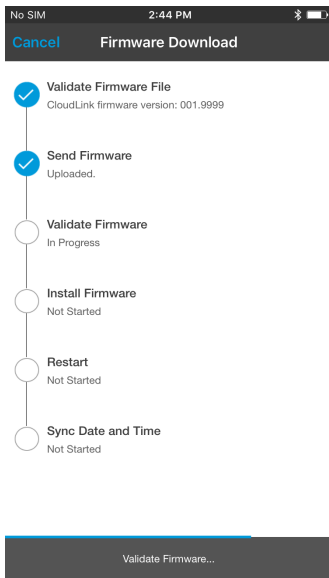 No SIM 2:44 PM
Cancel Firmware Download
Validate Firmware File
CloudLink firmware version: 001.9999
Send Firmware
Uploaded.
Validate Firmware
In Progress
Install Firmware
Not Started
Restart
Not Started
Sync Date and Time
Not Started
Validate Firmware...